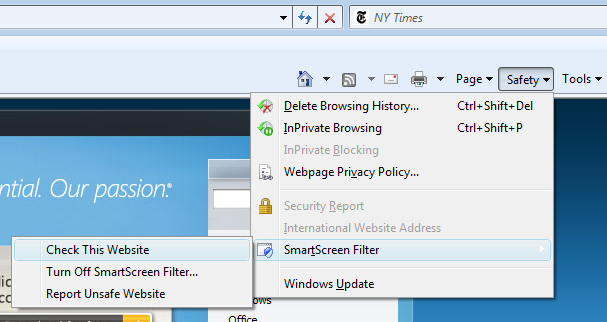 NY Times
Page
Safety
Tools
Delete Browsing History... Ctrl+Shift+Del
InPrivate Browsing Ctrl+Shift+P
InPrivate Blocking
Webpage Privacy Policy...
Security Report
International Website Address
SmartScreen Filter
Windows Update
ntial. Our passion.®
Check This Website
Turn Off SmartScreen Filter...
Report Unsafe Website
dows
Office